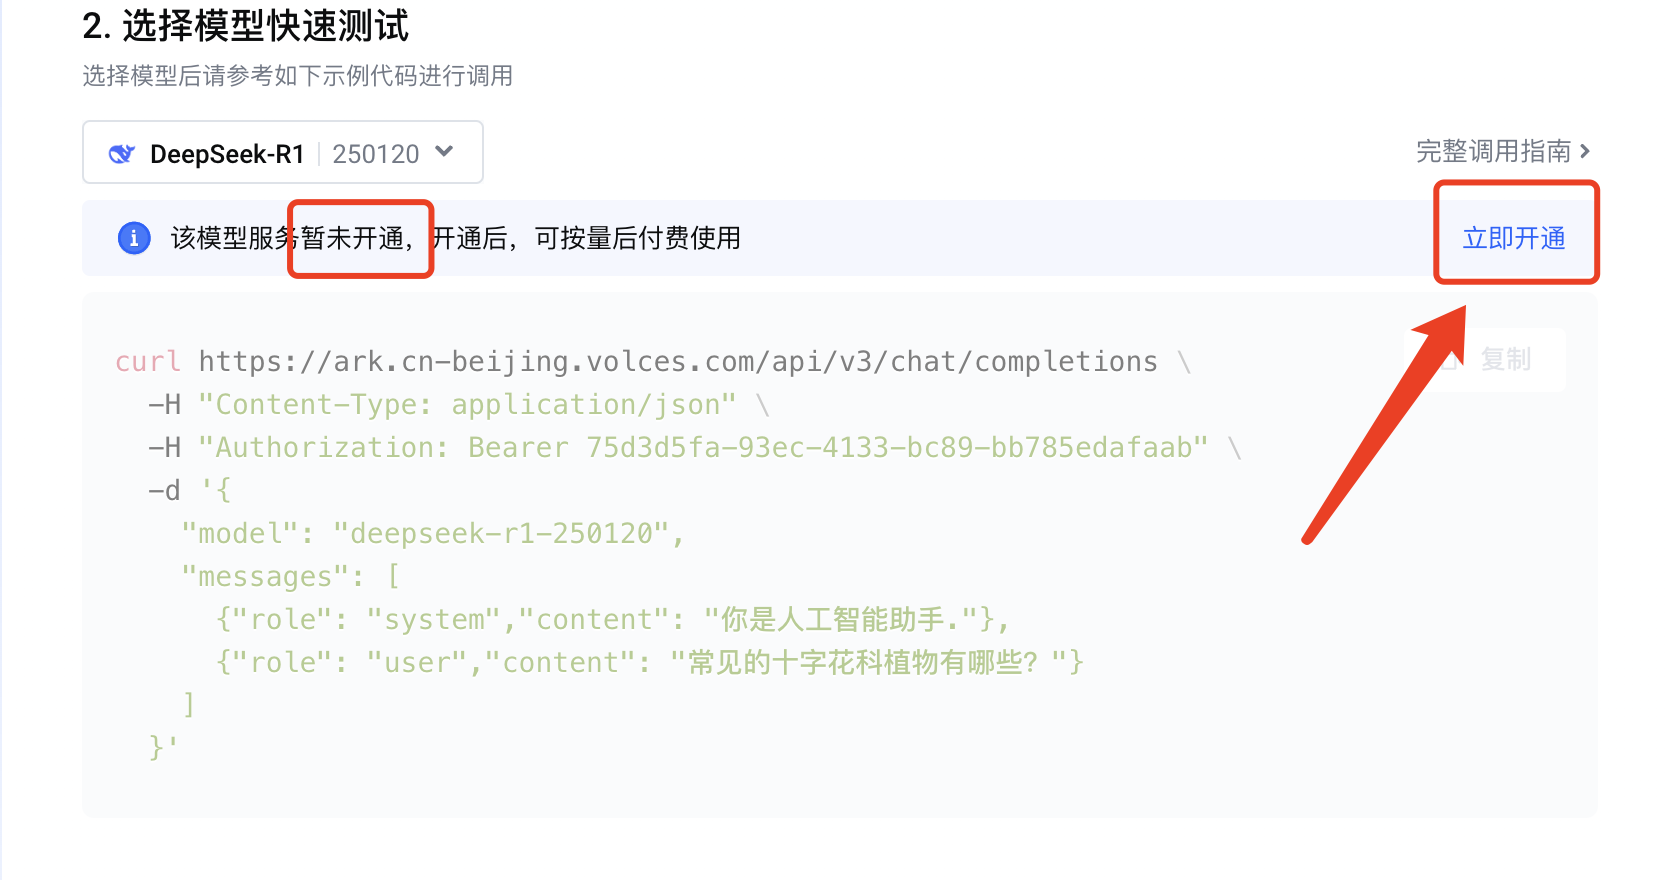 2. 选择模型快速测试
选择模型后请参考如下示例代码进行调用
DeepSeek-R1 250120
完整调用指南
该模型服务暂未开通，开通后，可按量后付费使用
立即开通
复制
curl https://ark.cn-beijing.volces.com/api/v3/chat/completions \
-H "Content-Type: application/json" \
-H "Authorization: Bearer 75d3d5fa-93ec-4133-bc89-bb785edafaab" \
-d '{
"model": "deepseek-r1-250120",
"messages": [
{"role": "system","content": "你是人工智能助手."},
{"role": "user","content": "常见的十字花科植物有哪些？"}
]
}'